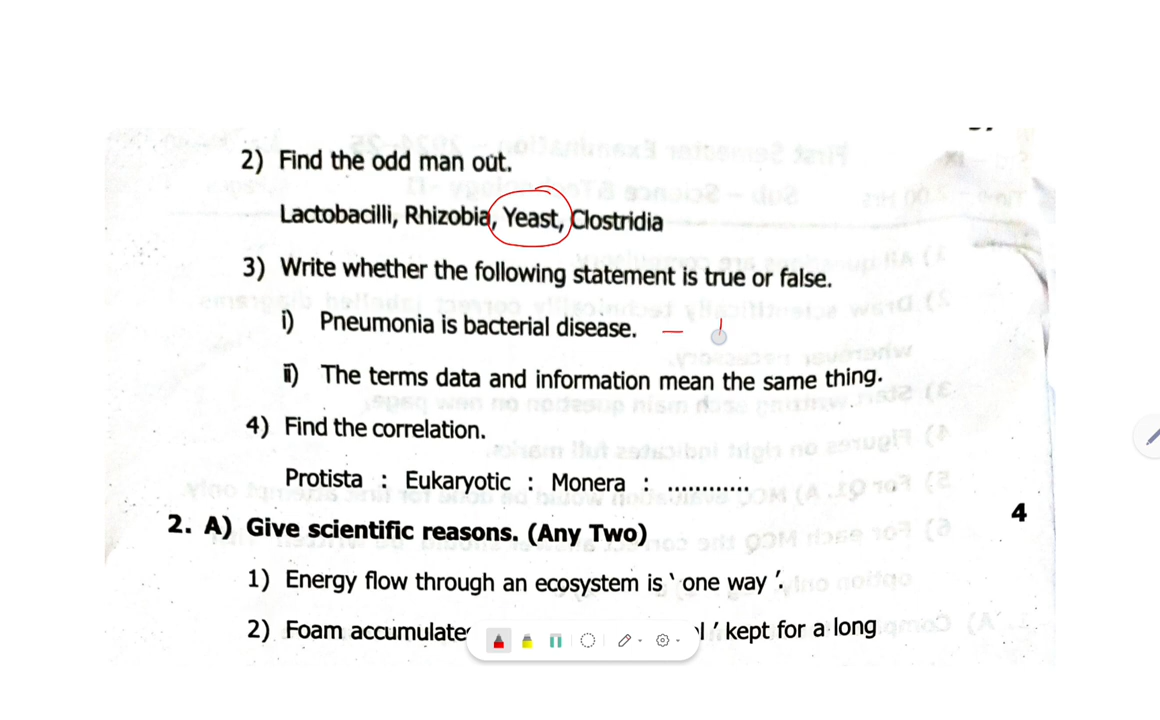 2) Find the odd man out.
Lactobacilli, Rhizobia, Yeast, Clostridia
3) Write whether the following statement is true or false.
i) Pneumonia is bacterial disease. –
ii) The terms data and information mean the same thing.
4) Find the correlation.
Protista : Eukaryotic : Monera : ............
2. A) Give scientific reasons. (Any Two) 4
1) Energy flow through an ecosystem is ‘ one way ’.
2) Foam ’ kept for a long